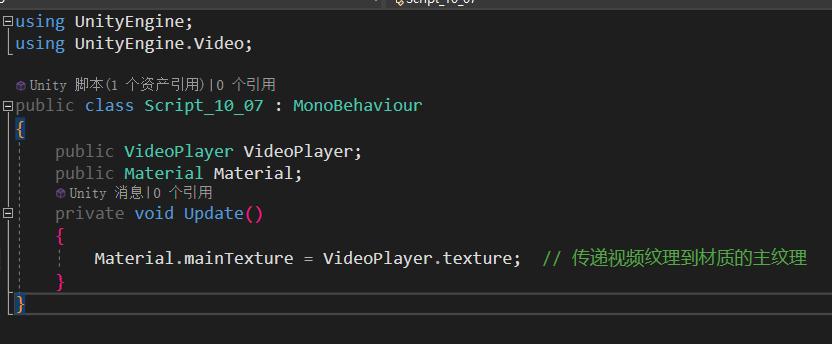 using UnityEngine;
using UnityEngine.Video;
Unity 脚本(1 个资产引用)|0 个引用
public class Script_10_07 : MonoBehaviour
{
public VideoPlayer VideoPlayer;
public Material Material;
Unity 消息|0 个引用
private void Update()
{
Material.mainTexture = VideoPlayer.texture;  // 传递视频纹理到材质的主纹理
}
}